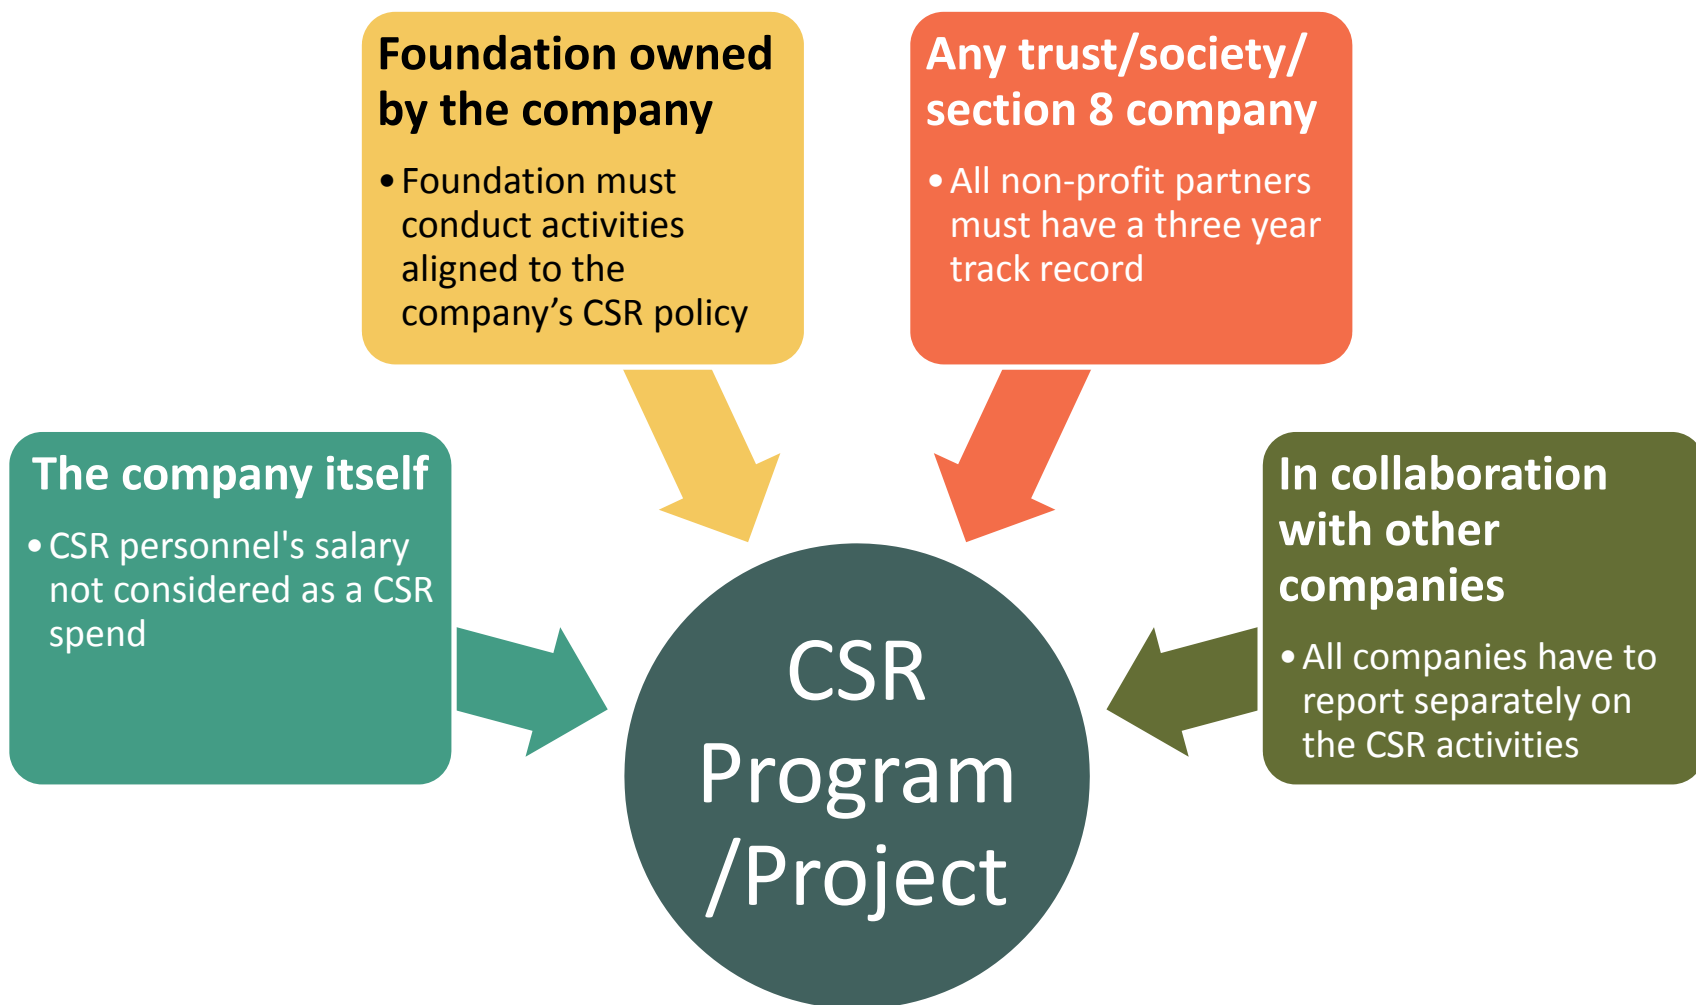 Foundation owned
by the company
• Foundation must
conduct activities
aligned to the
company’s CSR policy
Any trust/society/
section 8 company
• All non-profit partners
must have a three year
track record
The company itself
• CSR personnel's salary
not considered as a CSR
spend
In collaboration
with other
companies
• All companies have to
report separately on
the CSR activities
CSR
Program
/Project